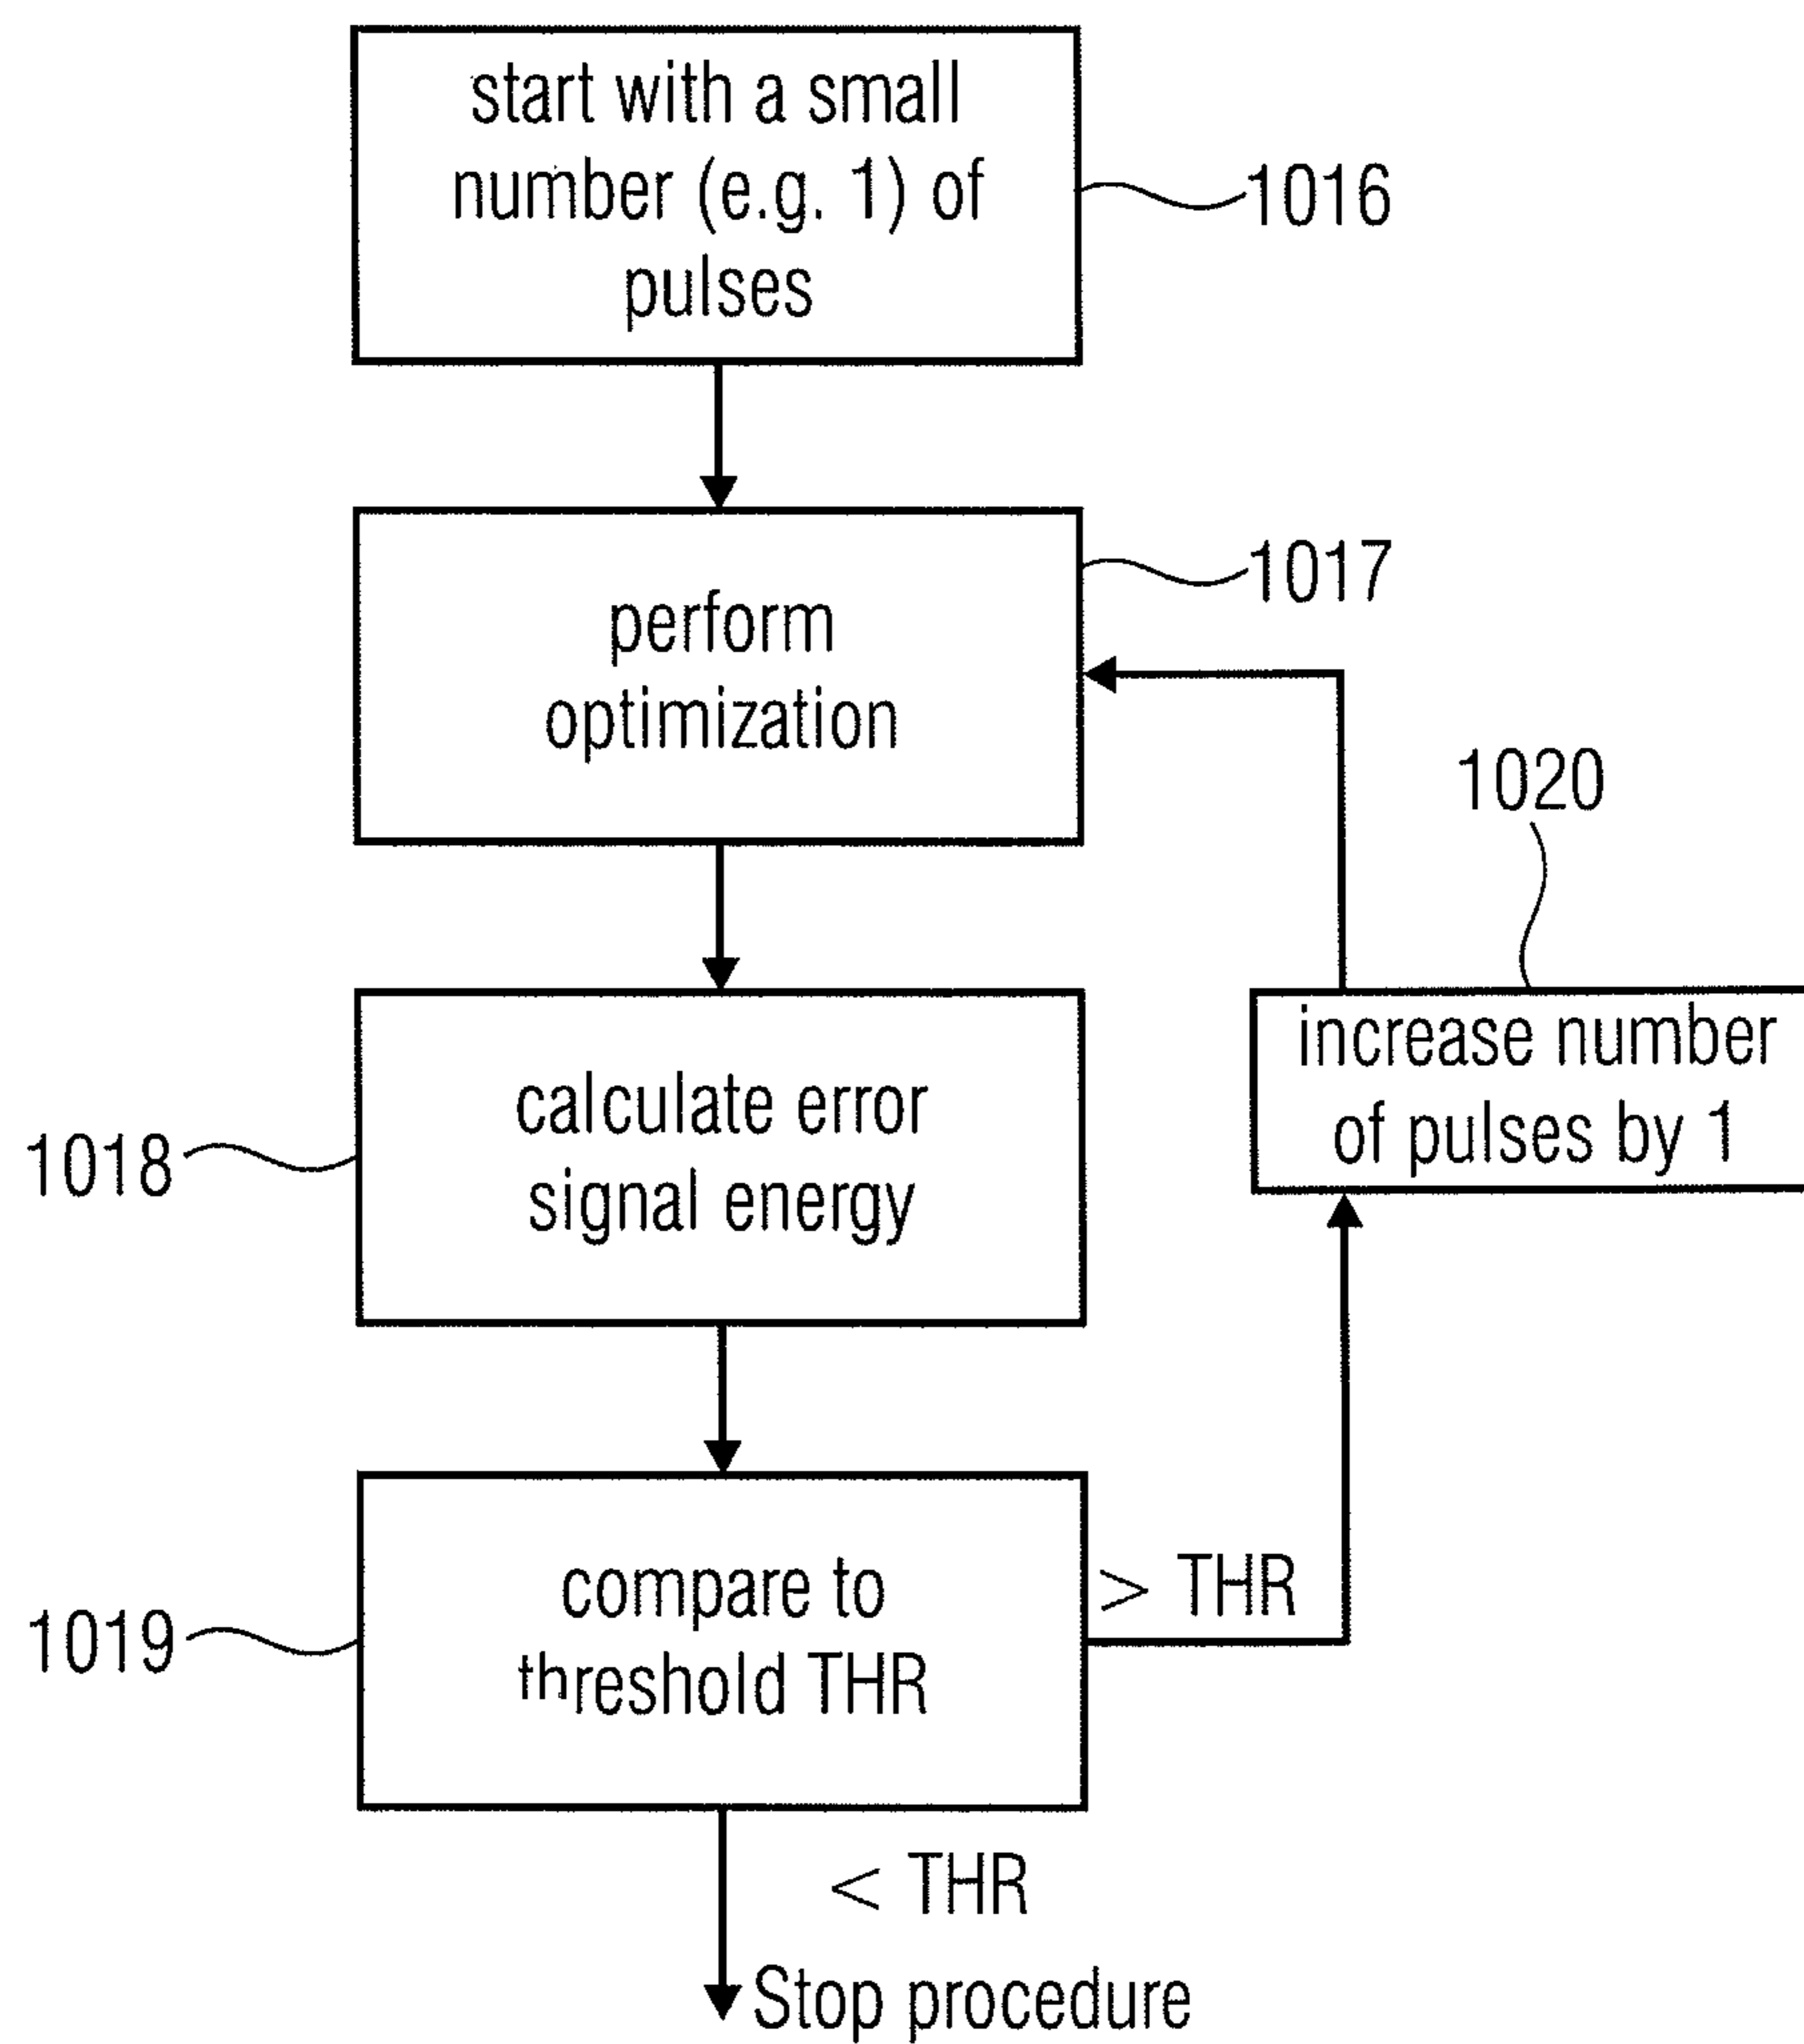 start with a small
number (e.g. 1) of
pulses
1016
1017
perform
optimization
1020
increase number
of pulses by 1
calculate error
signal energy
1018
compare to
threshold THR
> THR
1019
< THR
Stop procedure